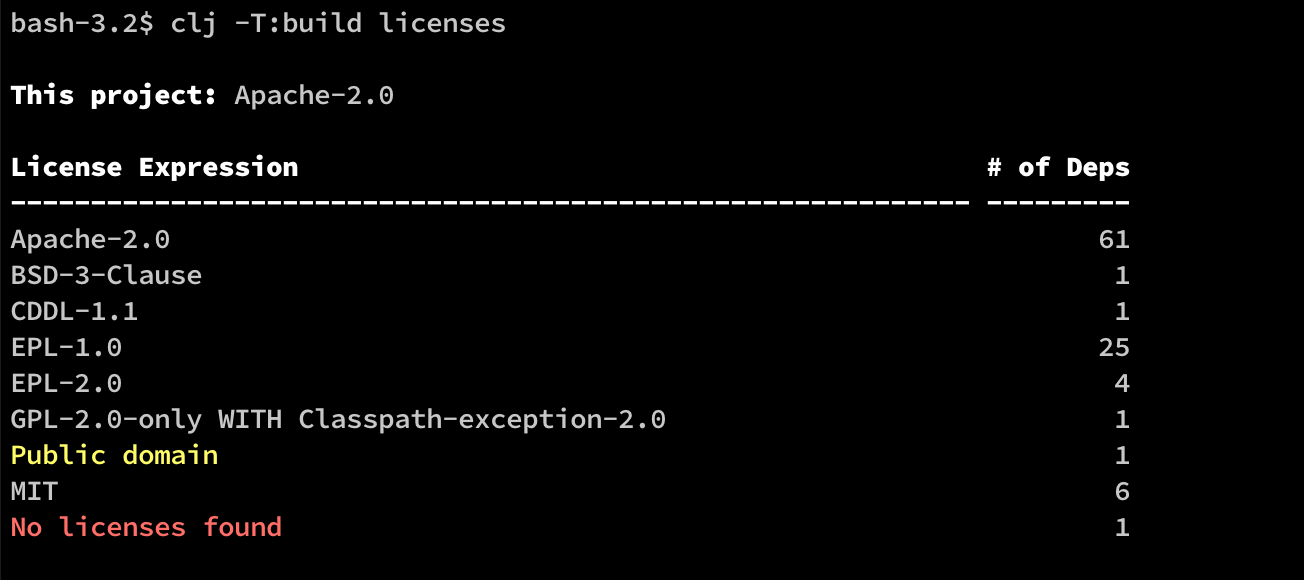 bash-3.2$ clj -T:build licenses
This project: Apache-2.0
License Expression # of Deps
------------------------------------------------------------ ---------
Apache-2.0 61
BSD-3-Clause 1
CDDL-1.1 1
EPL-1.0 25
EPL-2.0 4
GPL-2.0-only WITH Classpath-exception-2.0 1
Public domain 1
MIT 6
No licenses found 1